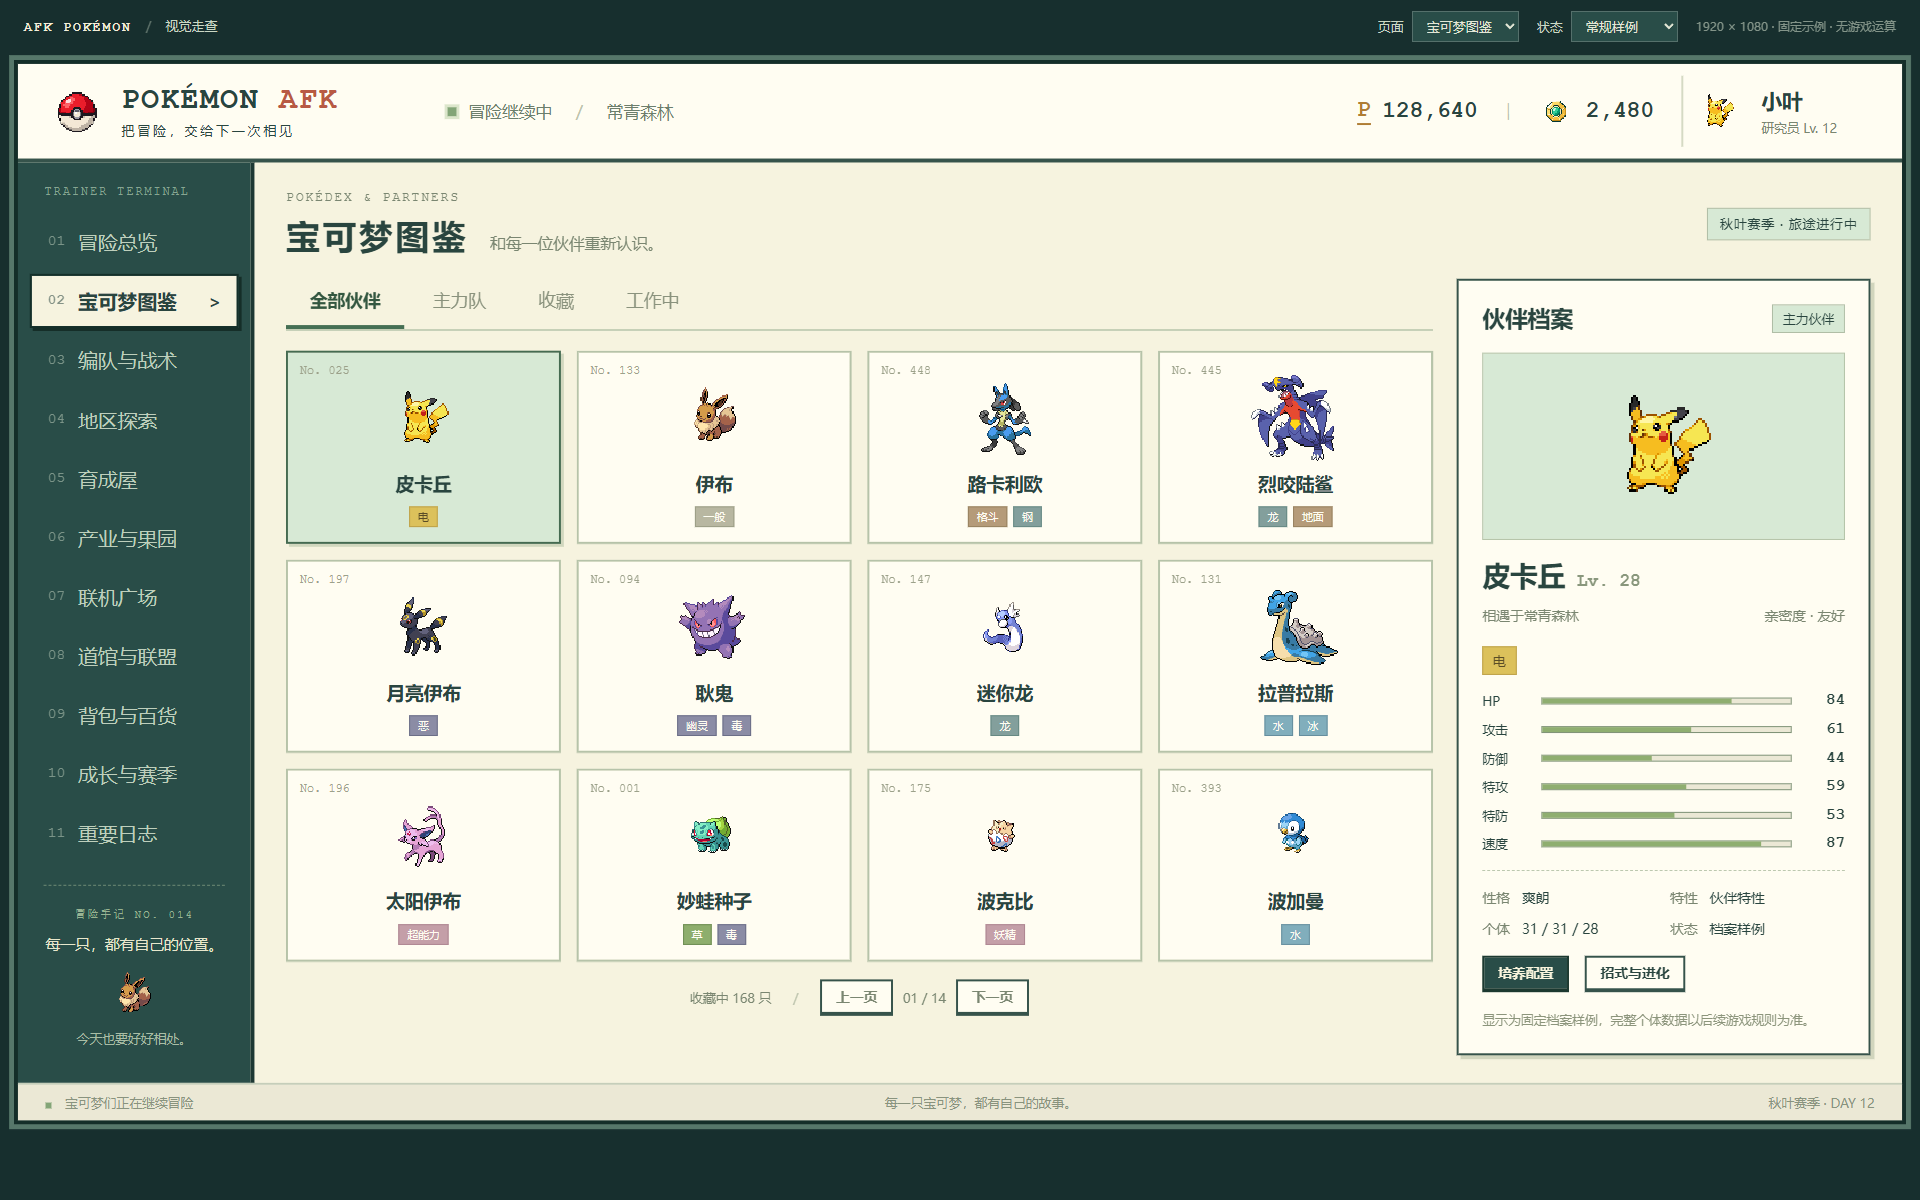 AFK POKÉMON / 视觉走查
页面 宝可梦图鉴 状态 常规样例 1920 × 1080 · 固定示例 · 无游戏运算
POKÉMON AFK
把冒险，交给下一次相见
冒险继续中 / 常青森林
P 128,640 | 2,480
小叶
研究员 Lv. 12
TRAINER TERMINAL
01 冒险总览
02 宝可梦图鉴 >
03 编队与战术
04 地区探索
05 育成屋
06 产业与果园
07 联机广场
08 道馆与联盟
09 背包与百货
10 成长与赛季
11 重要日志
冒险手记 NO. 014
每一只，都有自己的位置。
今天也要好好相处。
POKÉDEX & PARTNERS
宝可梦图鉴 和每一位伙伴重新认识。
秋叶赛季 · 旅途进行中
全部伙伴 主力队 收藏 工作中
No. 025
皮卡丘
电
No. 133
伊布
一般
No. 448
路卡利欧
格斗 钢
No. 445
烈咬陆鲨
龙 地面
No. 197
月亮伊布
恶
No. 094
耿鬼
幽灵 毒
No. 147
迷你龙
龙
No. 131
拉普拉斯
水 冰
No. 196
太阳伊布
超能力
No. 001
妙蛙种子
草 毒
No. 175
波克比
妖精
No. 393
波加曼
水
收藏中 168 只 / 上一页 01 / 14 下一页
伙伴档案 主力伙伴
皮卡丘 Lv. 28
相遇于常青森林 亲密度 · 友好
电
HP 84
攻击 61
防御 44
特攻 59
特防 53
速度 87
性格 爽朗 特性 伙伴特性
个体 31 / 31 / 28 状态 档案样例
培养配置 招式与进化
显示为固定档案样例，完整个体数据以后续游戏规则为准。
宝可梦们正在继续冒险
每一只宝可梦，都有自己的故事。
秋叶赛季 · DAY 12